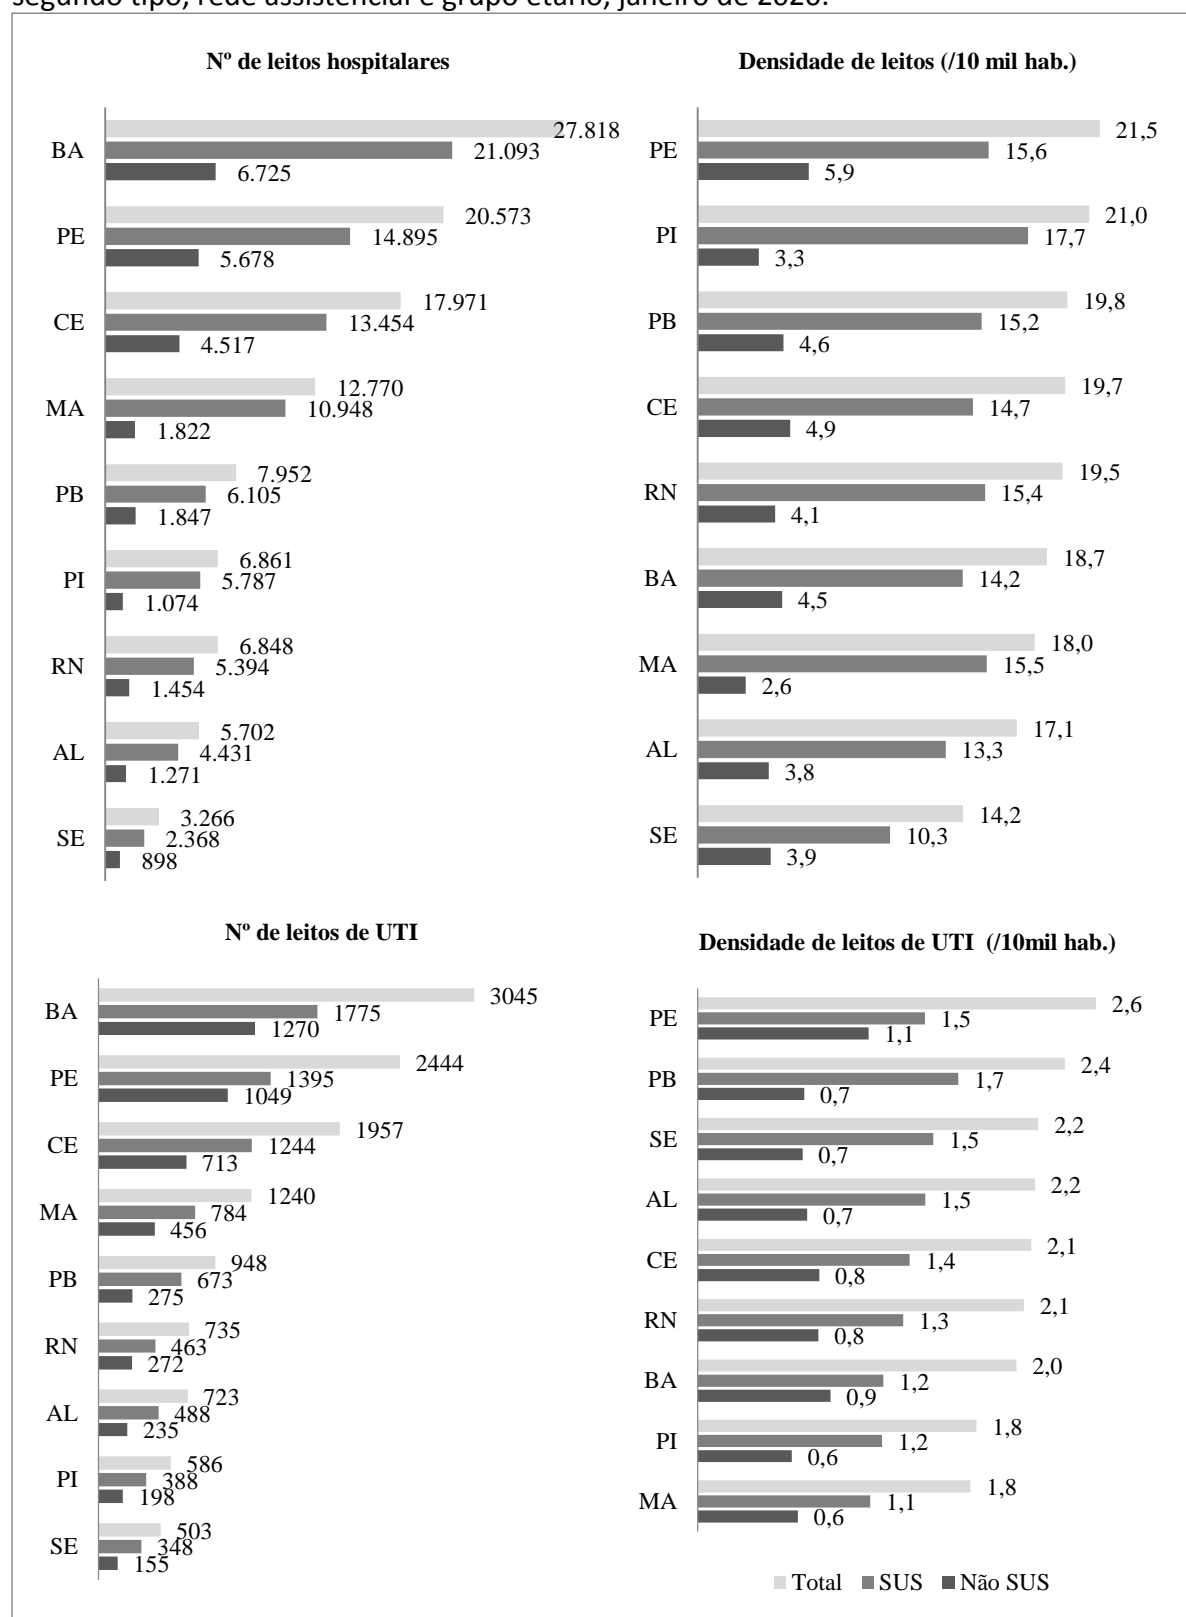 segundo tipo, rede assistencial e grupo etário, janeiro de 2020.
Nº de leitos hospitalares
BA
27.818
21.093
6.725
PE
20.573
14.895
5.678
CE
17.971
13.454
4.517
MA
12.770
10.948
1.822
PB
7.952
6.105
1.847
PI
6.861
5.787
1.074
RN
6.848
5.394
1.454
AL
5.702
4.431
1.271
SE
3.266
2.368
898
Densidade de leitos (/10 mil hab.)
PE
21,5
15,6
5,9
PI
21,0
17,7
3,3
PB
19,8
15,2
4,6
CE
19,7
14,7
4,9
RN
19,5
15,4
4,1
BA
18,7
14,2
4,5
MA
18,0
15,5
2,6
AL
17,1
13,3
3,8
SE
14,2
10,3
3,9
Nº de leitos de UTI
BA
3045
1775
1270
PE
2444
1395
1049
CE
1957
1244
713
MA
1240
784
456
PB
948
673
275
RN
735
463
272
AL
723
488
235
PI
586
388
198
SE
503
348
155
Densidade de leitos de UTI (/10mil hab.)
PE
2,6
1,5
1,1
PB
2,4
1,7
0,7
SE
2,2
1,5
0,7
AL
2,2
1,5
0,7
CE
2,1
1,4
0,8
RN
2,1
1,3
0,8
BA
2,0
1,2
0,9
PI
1,8
1,2
0,6
MA
1,8
1,1
0,6
Total SUS Não SUS